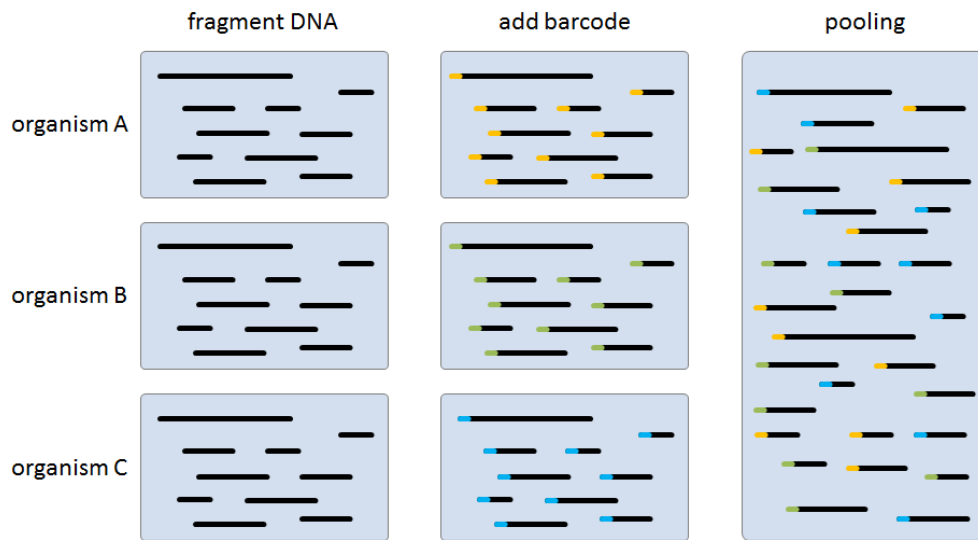 fragment DNA
add barcode
pooling
organism A
organism B
organism C